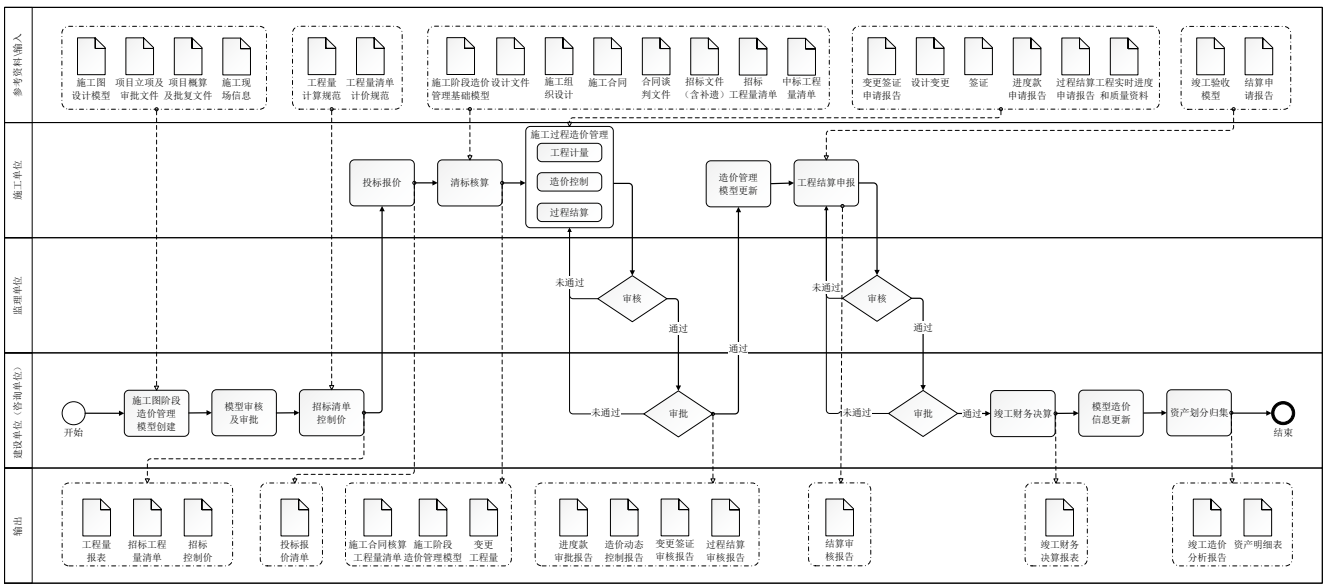 参考资料/输入
施工图
设计模型
项目立项及
审批文件
项目概算
及批复文件
施工现
场信息
工程量
计算规范
工程量清单
计价规范
施工阶段造价
管理基础模型
设计文件
施工组
织设计
施工合同
合同谈
判文件
招标文件
（含补遗）
招标
工程量清单
中标工程
量清单
变更签证
申请报告
设计变更
签证
进度款
申请报告
过程结算
申请报告
工程实时进度
和质量资料
竣工验收
模型
结算申
请报告
施工单位
投标报价
清标核算
施工过程造价管理
工程计量
造价控制
过程结算
造价管理
模型更新
工程结算申报
监理单位
未通过
审核
通过
未通过
审核
通过
通过
建设单位（咨询单位）
开始
施工图阶段
造价管理
模型创建
模型审核
及审批
招标清单
控制价
未通过
审批
未通过
审批
通过
竣工财务决算
模型造价
信息更新
资产划分归集
结束
输出
工程量
报表
招标工程
量清单
招标
控制价
投标报
价清单
施工合同核算
工程量清单
施工阶段
造价管理模型
变更
工程量
进度款
审批报告
造价动态
控制报告
变更签证
审核报告
过程结算
审核报告
结算审
核报告
竣工财务
决算报表
竣工造价
分析报告
资产明细表